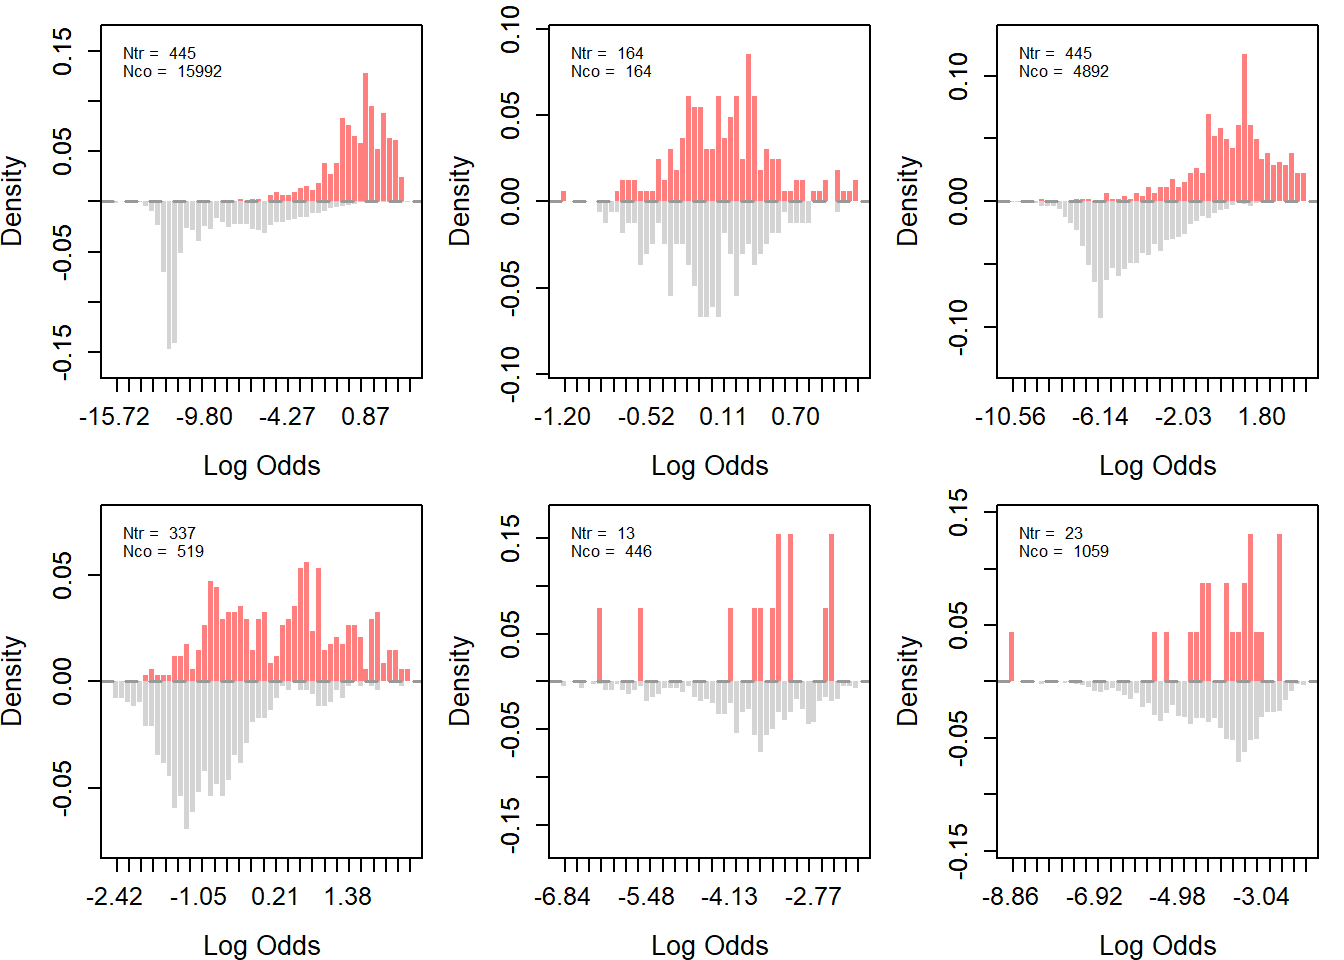 Ntr = 445
Nco = 15992
Density
0.15
0.05
-0.05
-0.15
-15.72 -9.80 -4.27 0.87
Log Odds
Ntr = 164
Nco = 164
Density
0.10
0.05
0.00
-0.05
-0.10
-1.20 -0.52 0.11 0.70
Log Odds
Ntr = 445
Nco = 4892
Density
0.10
0.00
-0.10
-10.56 -6.14 -2.03 1.80
Log Odds
Ntr = 337
Nco = 519
Density
0.05
0.00
-0.05
-2.42 -1.05 0.21 1.38
Log Odds
Ntr = 13
Nco = 446
Density
0.15
0.05
-0.05
-0.15
-6.84 -5.48 -4.13 -2.77
Log Odds
Ntr = 23
Nco = 1059
Density
0.15
0.05
-0.05
-0.15
-8.86 -6.92 -4.98 -3.04
Log Odds